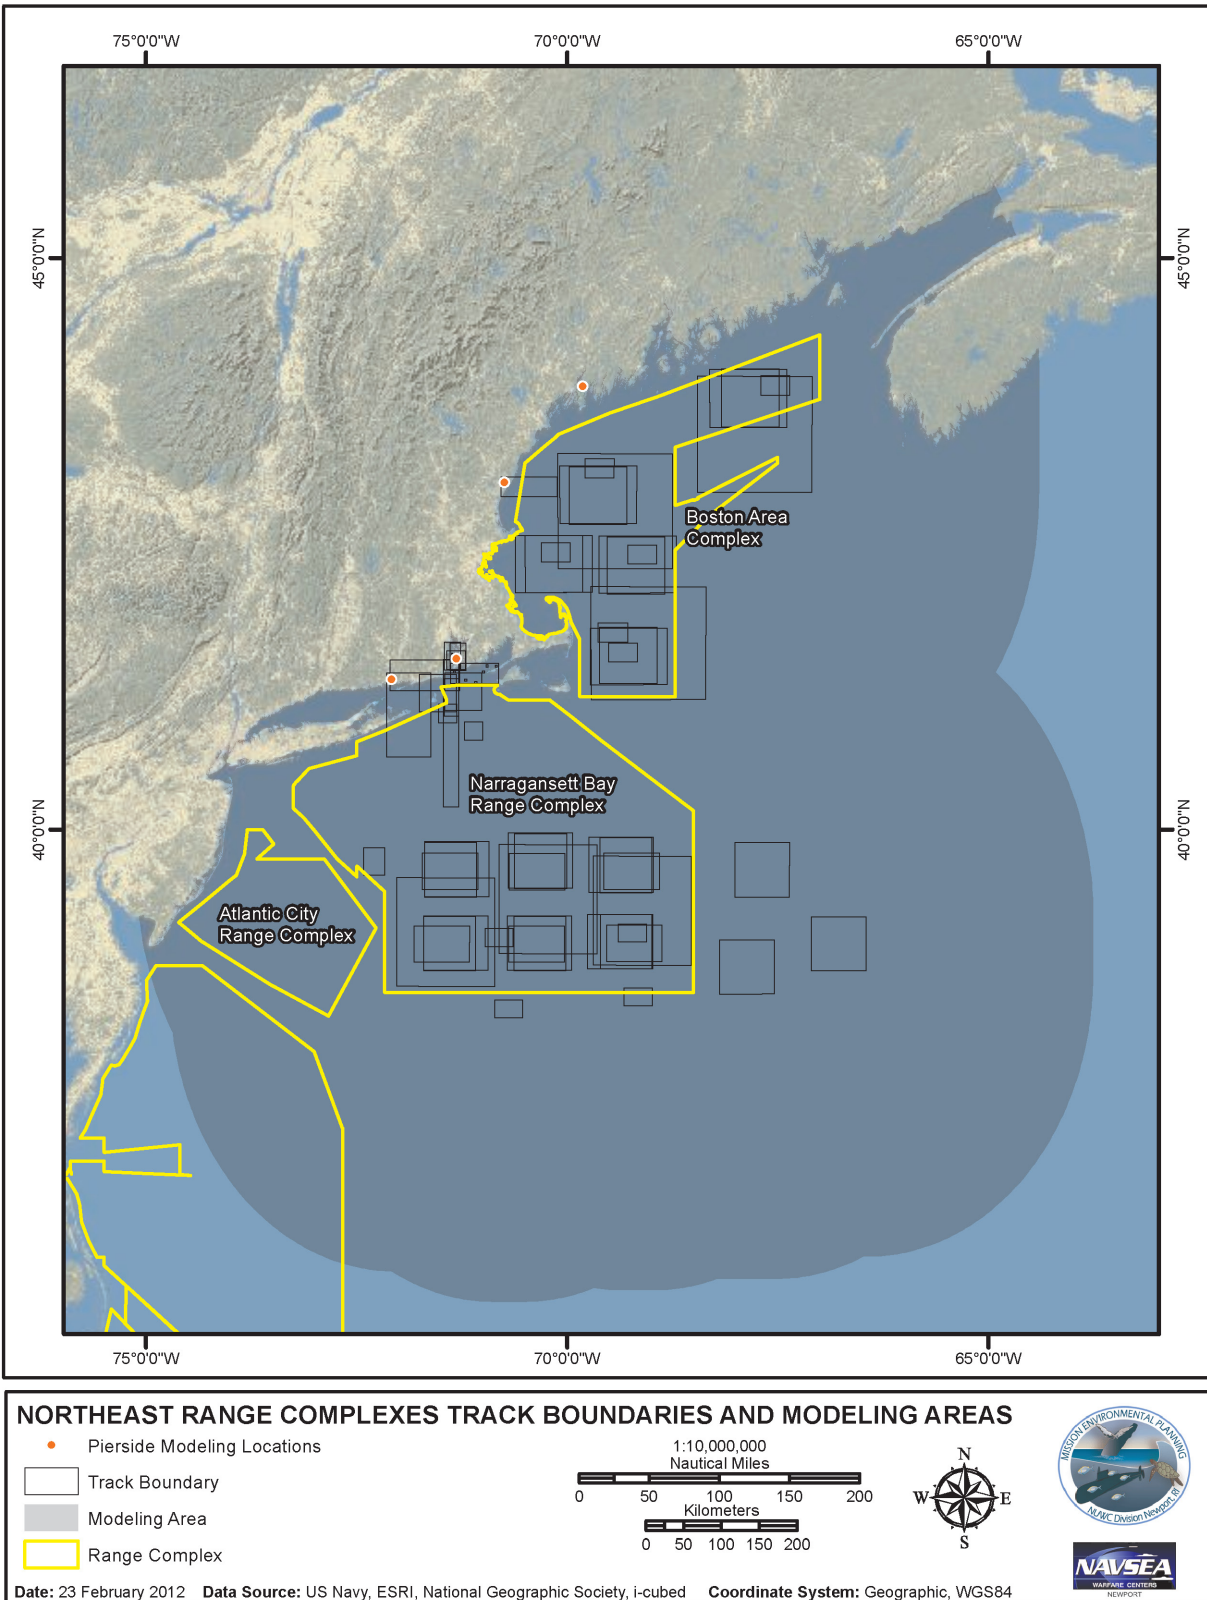 75°0'0"W 70°0'0"W 65°0'0"W
45°0'0"N 45°0'0"N
Boston Area
Complex
Narragansett Bay
Range Complex
40°0'0"N 40°0'0"N
Atlantic City
Range Complex
75°0'0"W 70°0'0"W 65°0'0"W
NORTHEAST RANGE COMPLEXES TRACK BOUNDARIES AND MODELING AREAS
Pierside Modeling Locations
Track Boundary
Modeling Area
Range Complex
1:10,000,000
Nautical Miles
0 50 100 150 200
Kilometers
0 50 100 150 200
N
W E
S
MISSION ENVIRONMENTAL PLANNING
NUWC Division Newport, RI
NAVSEA
WARFARE CENTERS
NEWPORT
Date: 23 February 2012 Data Source: US Navy, ESRI, National Geographic Society, i-cubed Coordinate System: Geographic, WGS84